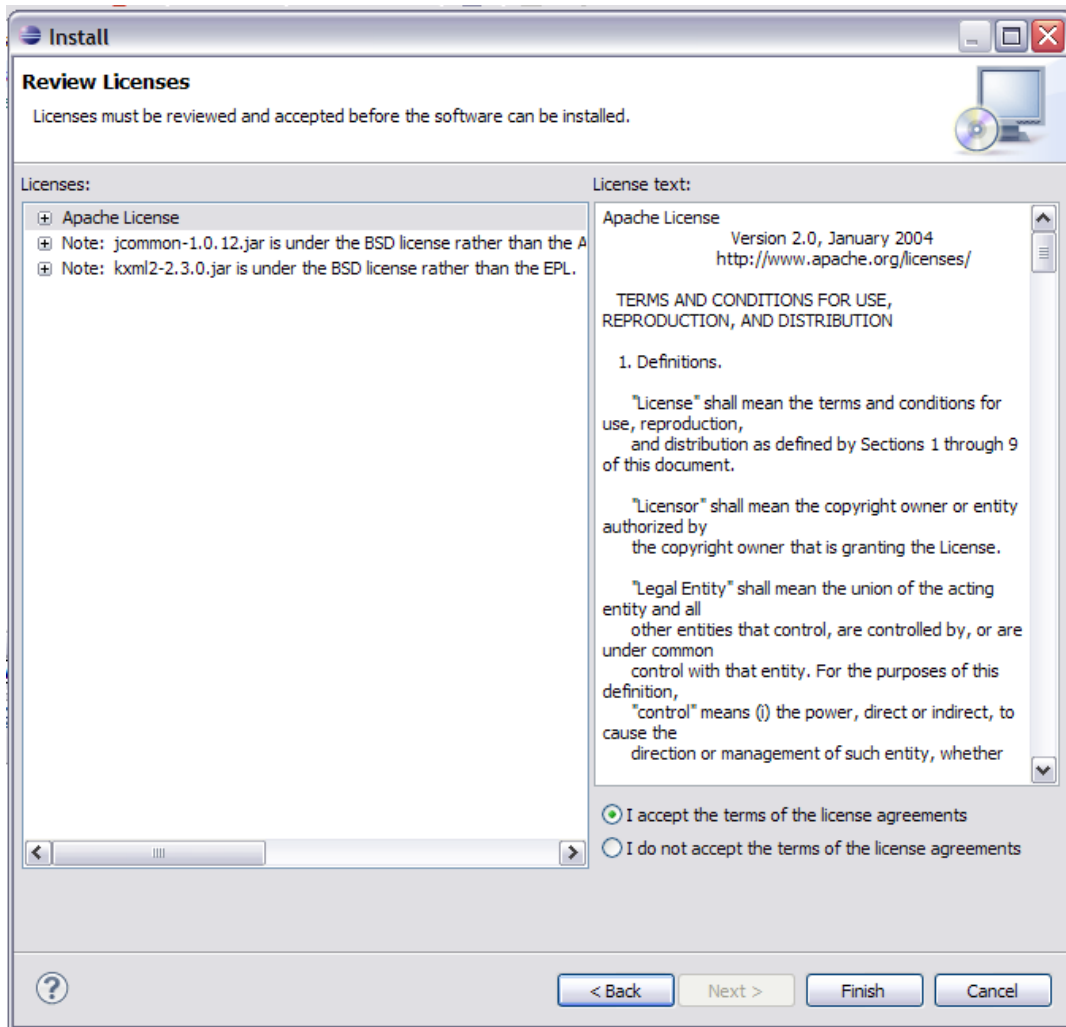 Install
Review Licenses
Licenses must be reviewed and accepted before the software can be installed.
Licenses:
Apache License
Note: jcommon-1.0.12.jar is under the BSD license rather than the A
Note: kxml2-2.3.0.jar is under the BSD license rather than the EPL.
License text:
Apache License
Version 2.0, January 2004
http://www.apache.org/licenses/
TERMS AND CONDITIONS FOR USE,
REPRODUCTION, AND DISTRIBUTION
1. Definitions.
"License" shall mean the terms and conditions for
use, reproduction,
and distribution as defined by Sections 1 through 9
of this document.
"Licensor" shall mean the copyright owner or entity
authorized by
the copyright owner that is granting the License.
"Legal Entity" shall mean the union of the acting
entity and all
other entities that control, are controlled by, or are
under common
control with that entity. For the purposes of this
definition,
"control" means (i) the power, direct or indirect, to
cause the
direction or management of such entity, whether
I accept the terms of the license agreements
I do not accept the terms of the license agreements
< Back
Next >
Finish
Cancel